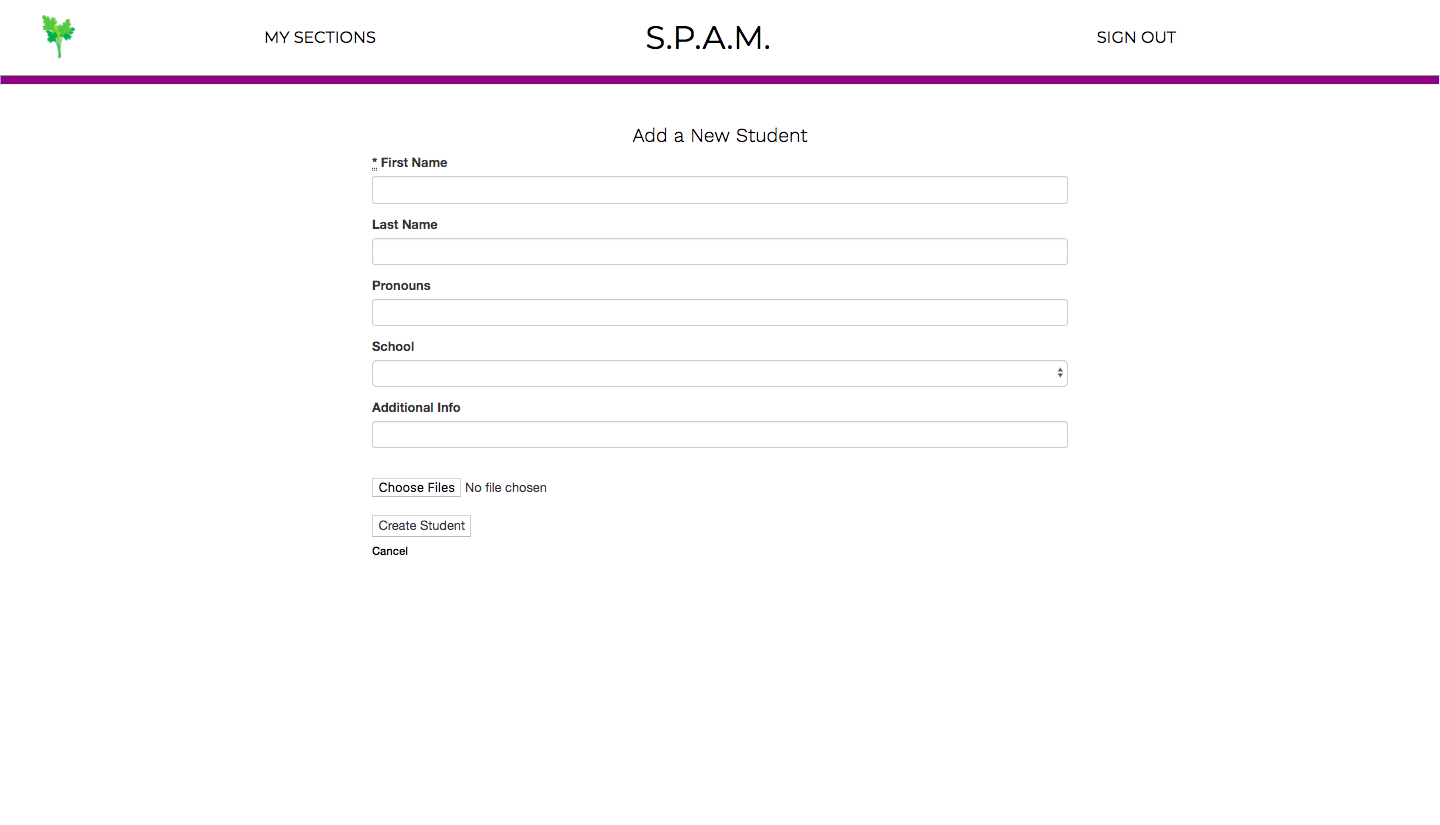 MY SECTIONS S.P.A.M. SIGN OUT
Add a New Student
* First Name
Last Name
Pronouns
School
Additional Info
Choose Files No file chosen
Create Student
Cancel